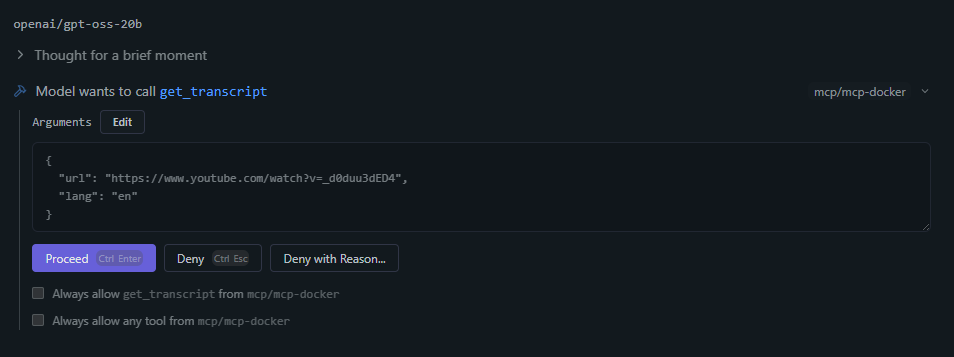 openai/gpt-oss-20b
Thought for a brief moment
Model wants to call get_transcript
mcp/mcp-docker
Arguments Edit
{
"url": "https://www.youtube.com/watch?v=_d0duu3dED4",
"lang": "en"
}
Proceed Ctrl Enter Deny Ctrl Esc Deny with Reason...
Always allow get_transcript from mcp/mcp-docker
Always allow any tool from mcp/mcp-docker